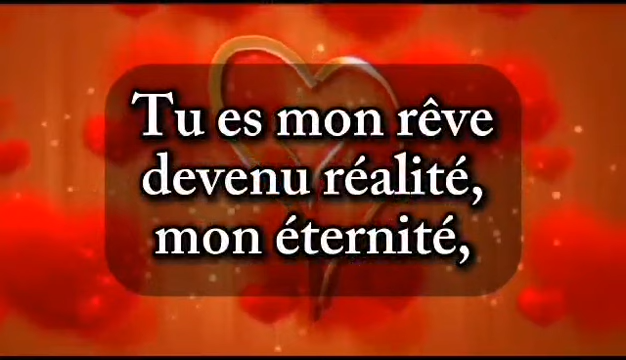 Tu es mon rêve
devenu réalité,
mon éternité,